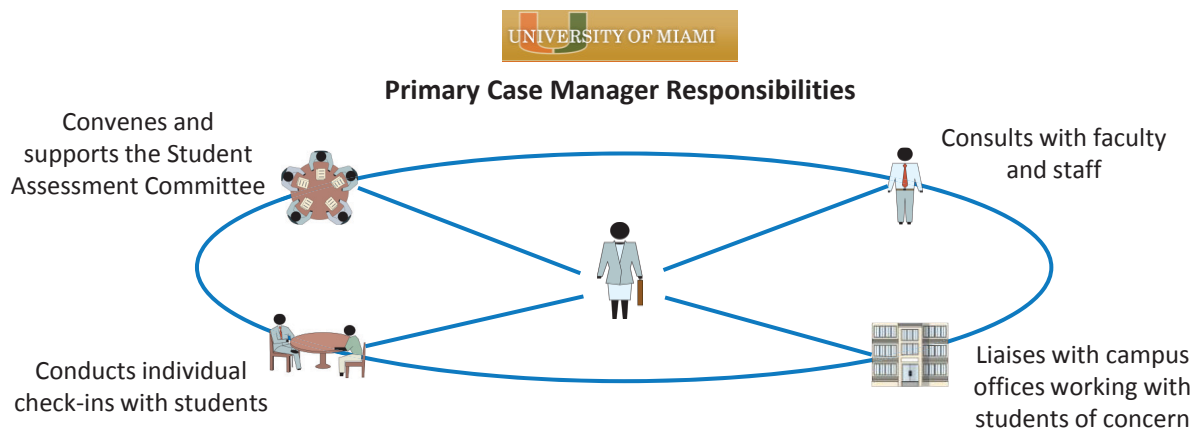 UNIVERSITY OF MIAMI
Primary Case Manager Responsibilities
Convenes and
supports the Student
Assessment Committee
Consults with faculty
and staff
Conducts individual
check-ins with students
Liaises with campus
offices working with
students of concern